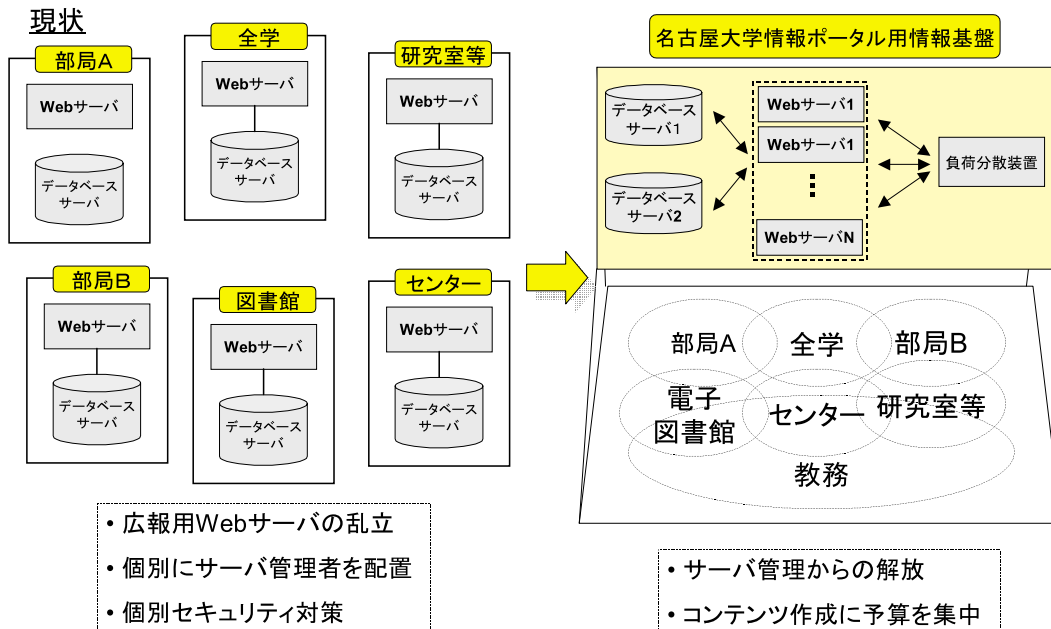 現状
部局A
Webサーバ
データベース
サーバ
全学
Webサーバ
データベース
サーバ
研究室等
Webサーバ
データベース
サーバ
部局B
Webサーバ
データベース
サーバ
図書館
Webサーバ
データベース
サーバ
センター
Webサーバ
データベース
サーバ
• 広報用Webサーバの乱立
• 個別にサーバ管理者を配置
• 個別セキュリティ対策
名古屋大学情報ポータル用情報基盤
データベース
サーバ1
データベース
サーバ2
Webサーバ1
Webサーバ1
WebサーバN
負荷分散装置
部局A
全学
部局B
電子
図書館
センター
研究室等
教務
• サーバ管理からの解放
• コンテンツ作成に予算を集中